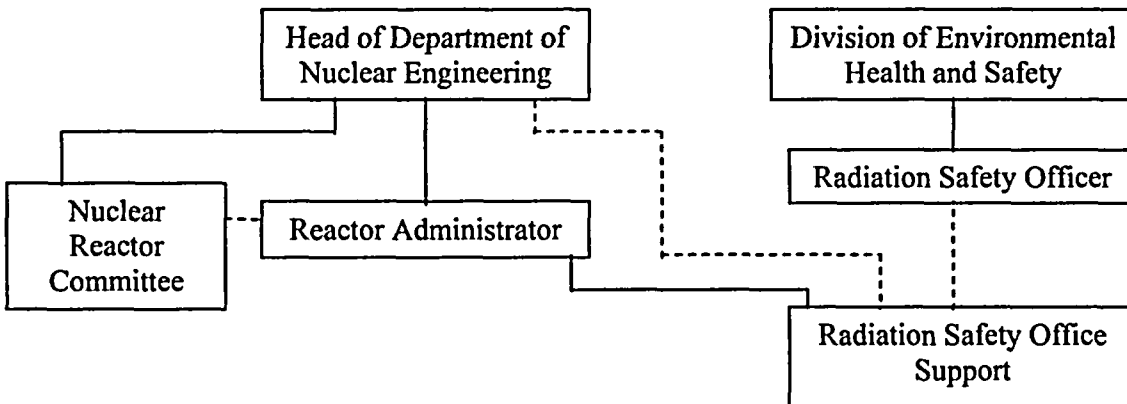 Head of Department of
Nuclear Engineering
Division of Environmental
Health and Safety
Radiation Safety Officer
Nuclear
Reactor
Committee
Reactor Administrator
Radiation Safety Office
Support